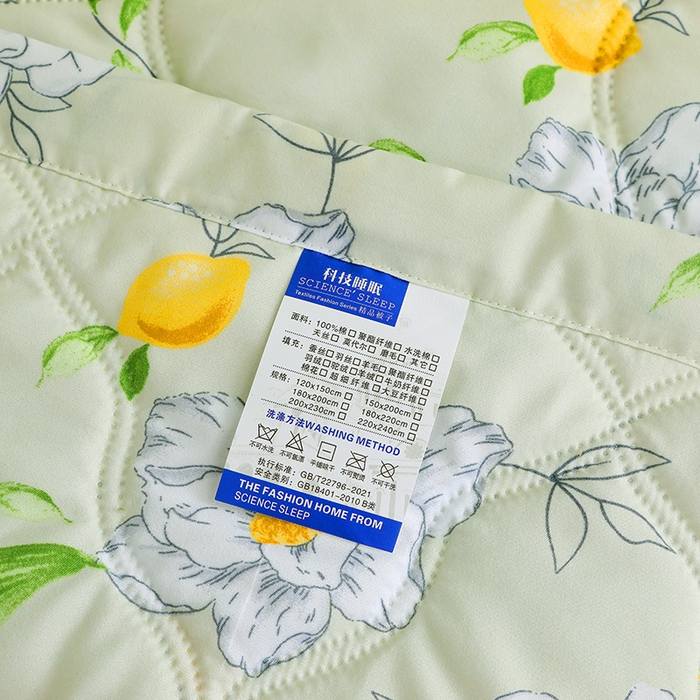 科技睡眠
SCIENCE'SLEEP
Textiles Fashion Series 精品被子
面料: 100%棉□ 聚酯纤维□ 水洗棉□
天丝□ 莫代尔□ 磨毛□ 其它□
填充: 蚕丝□羽丝□羊毛□聚酯纤维□
羽绒□驼绒□羊绒□牛奶纤维□
棉花□超细纤维□大豆纤维□
规格: 120x150cm□ 150x200cm□
180x200cm□ 180x220cm□
200x230cm□ 220x240cm□
洗涤方法WASHING METHOD
不可水洗 不可氯漂 平铺晾干 不可熨烫 不可干洗
执行标准: GB/T22796-2021
安全类别: GB18401-2010 B类
THE FASHION HOME FROM
SCIENCE SLEEP